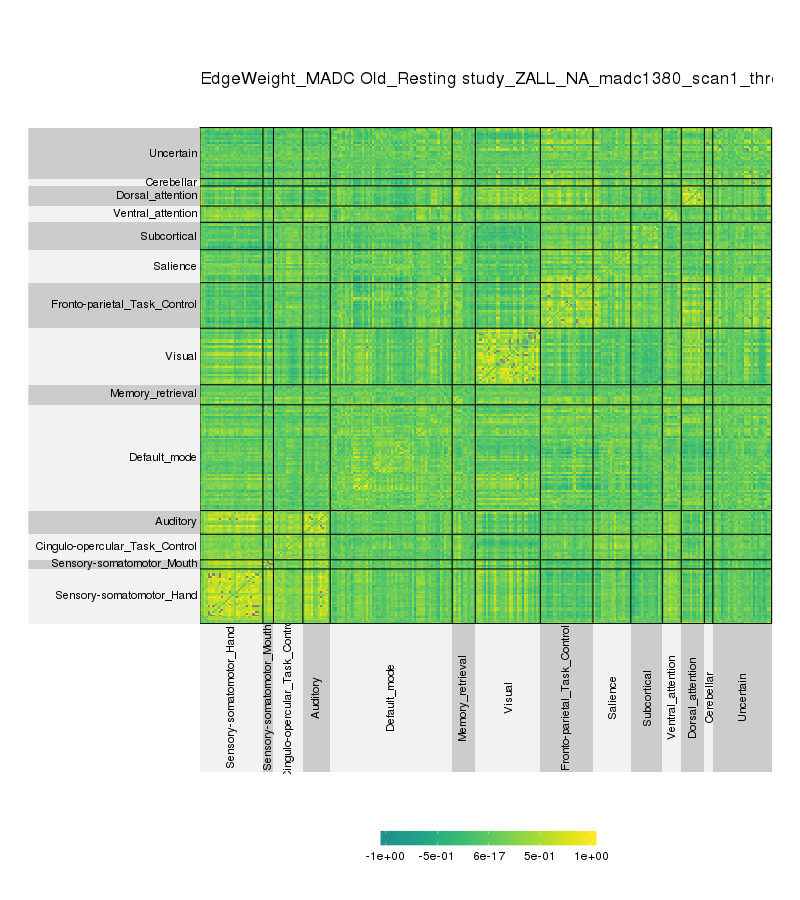 EdgeWeight_MADC Old_Resting study_ZALL_NA_madc1380_scan1_thr
Uncertain
Cerebellar
Dorsal_attention
Ventral_attention
Subcortical
Salience
Fronto-parietal_Task_Control
Visual
Memory_retrieval
Default_mode
Auditory
Cingulo-opercular_Task_Control
Sensory-somatomotor_Mouth
Sensory-somatomotor_Hand
Sensory-somatomotor_Hand
Sensory-somatomotor_Mouth
Cingulo-opercular_Task_Control
Auditory
Default_mode
Memory_retrieval
Visual
Fronto-parietal_Task_Control
Salience
Subcortical
Ventral_attention
Dorsal_attention
Cerebellar
Uncertain
-1e+00 -5e-01 6e-17 5e-01 1e+00